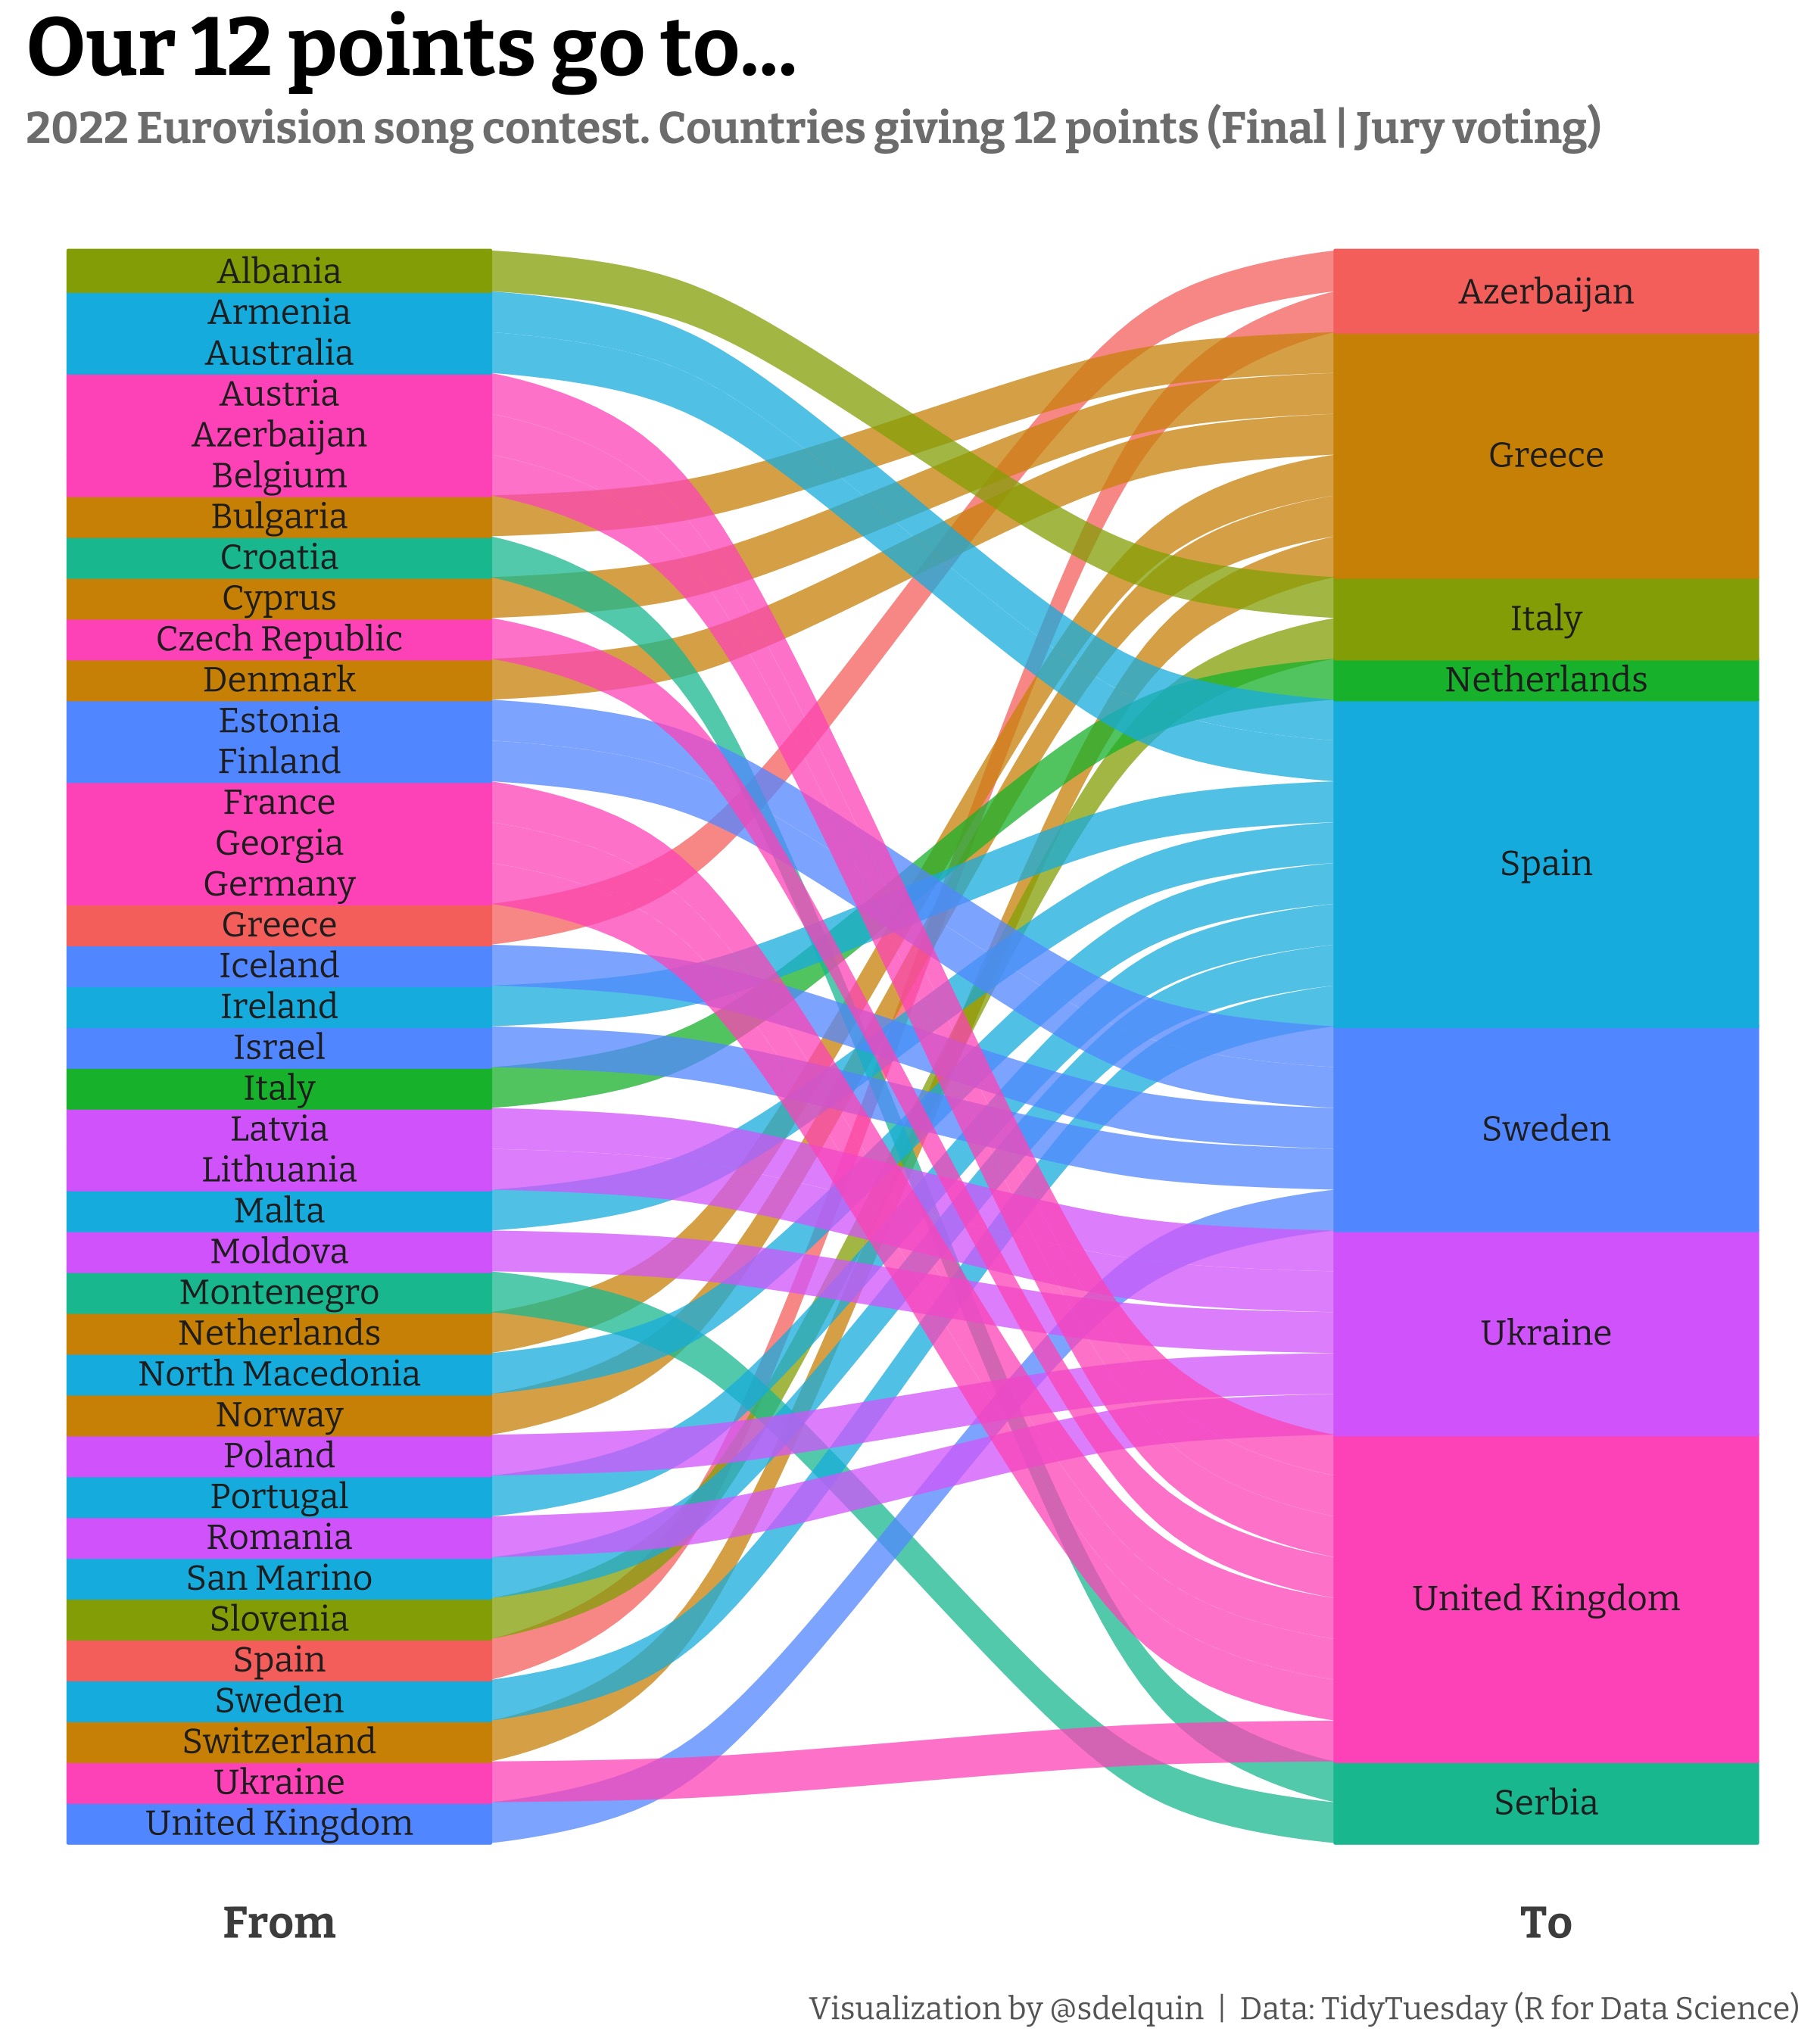 Our 12 points go to...
2022 Eurovision song contest. Countries giving 12 points (Final | Jury voting)
Albania
Armenia
Australia
Austria
Azerbaijan
Belgium
Bulgaria
Croatia
Cyprus
Czech Republic
Denmark
Estonia
Finland
France
Georgia
Germany
Greece
Iceland
Ireland
Israel
Italy
Latvia
Lithuania
Malta
Moldova
Montenegro
Netherlands
North Macedonia
Norway
Poland
Portugal
Romania
San Marino
Slovenia
Spain
Sweden
Switzerland
Ukraine
United Kingdom
From
Azerbaijan
Greece
Italy
Netherlands
Spain
Sweden
Ukraine
United Kingdom
Serbia
To
Visualization by @sdelquin | Data: TidyTuesday (R for Data Science)